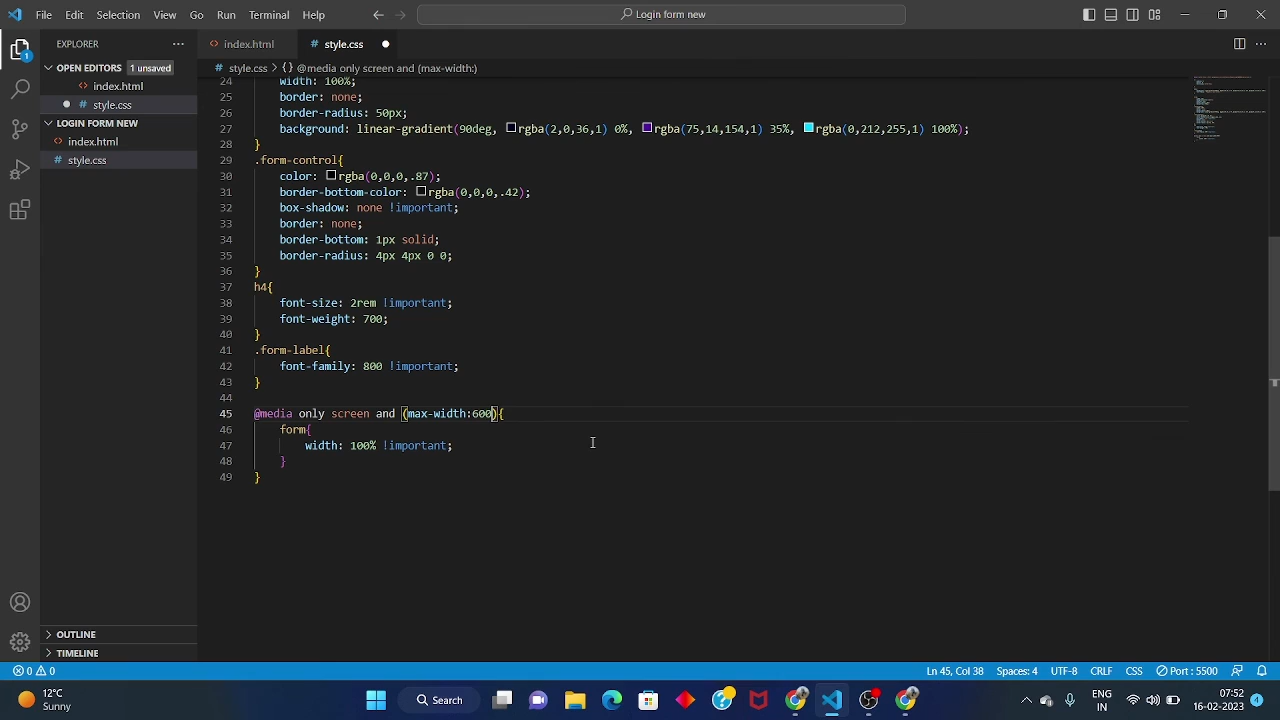 File Edit Selection View Go Run Terminal Help
Login form new
EXPLORER
index.html
style.css
OPEN EDITORS 1 unsaved
style.css > {} @media only screen and (max-width:)
index.html
style.css
LOGIN FORM NEW
index.html
style.css
24 width: 100%;
25 border: none;
26 border-radius: 50px;
27 background: linear-gradient(90deg, rgba(2,0,36,1) 0%, rgba(75,14,154,1) 35%, rgba(0,212,255,1) 100%);
28 }
29 .form-control{
30 color: rgba(0,0,0,.87);
31 border-bottom-color: rgba(0,0,0,.42);
32 box-shadow: none !important;
33 border: none;
34 border-bottom: 1px solid;
35 border-radius: 4px 4px 0 0;
36 }
37 h4{
38 font-size: 2rem !important;
39 font-weight: 700;
40 }
41 .form-label{
42 font-family: 800 !important;
43 }
44
45 @media only screen and (max-width:600){
46 form{
47 width: 100% !important;
48 }
49 }
OUTLINE
TIMELINE
0 0
Ln 45, Col 38 Spaces: 4 UTF-8 CRLF CSS Port : 5500
12°C
Sunny
Search
ENG
IN
07:52
16-02-2023